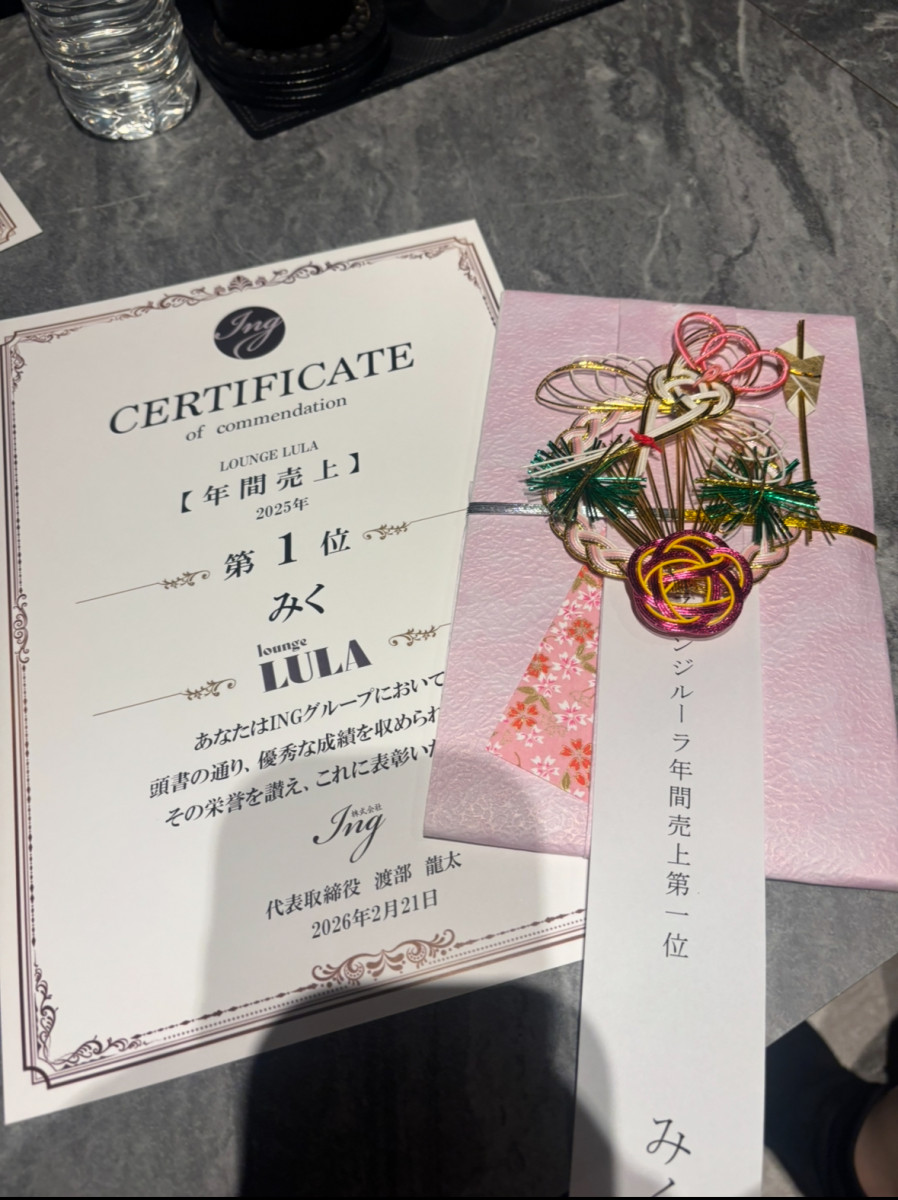 Ing
CERTIFICATE
of commendation
LOUNGE LULA
【年間売上】
2025年
第1位
みく
lounge
LULA
あなたはINGグループにおいて
頭書の通り、優秀な成績を収められ
その栄誉を讃え、これに表彰いた
株式会社
Ing
代表取締役 渡部 龍太
2026年2月21日
ンジルーラ年間売上第一位
みく